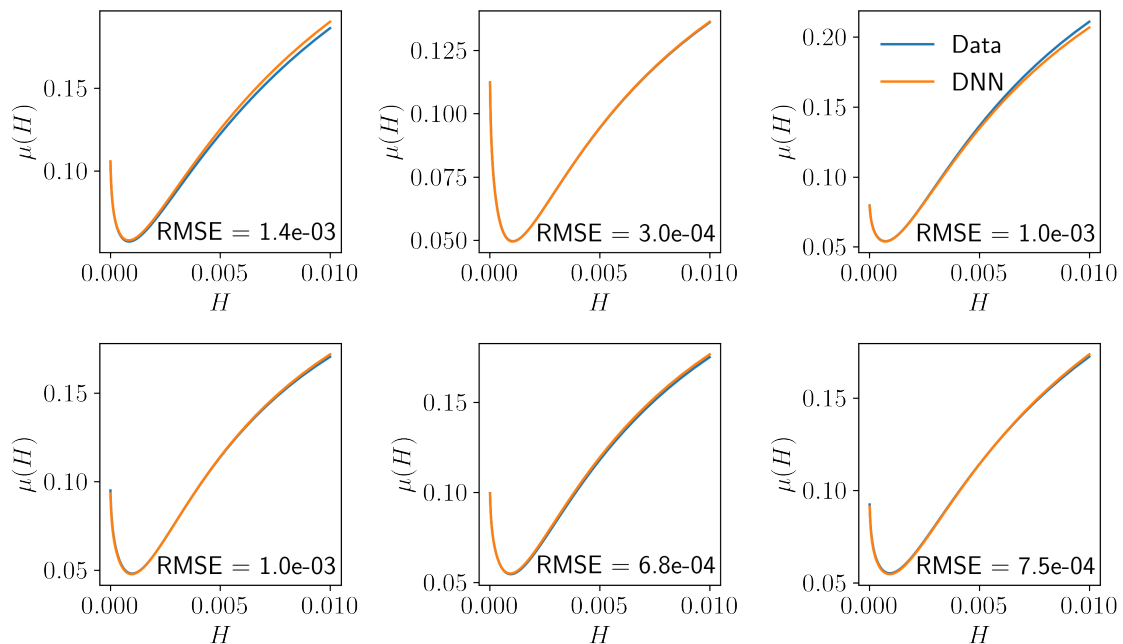 0.15
0.10
μ(H)
RMSE = 1.4e-03
0.000 0.005 0.010
H
0.125
0.100
0.075
0.050
μ(H)
RMSE = 3.0e-04
0.000 0.005 0.010
H
0.20
0.15
0.10
0.05
μ(H)
Data
DNN
RMSE = 1.0e-03
0.000 0.005 0.010
H
0.15
0.10
0.05
μ(H)
RMSE = 1.0e-03
0.000 0.005 0.010
H
0.15
0.10
0.05
μ(H)
RMSE = 6.8e-04
0.000 0.005 0.010
H
0.15
0.10
0.05
μ(H)
RMSE = 7.5e-04
0.000 0.005 0.010
H